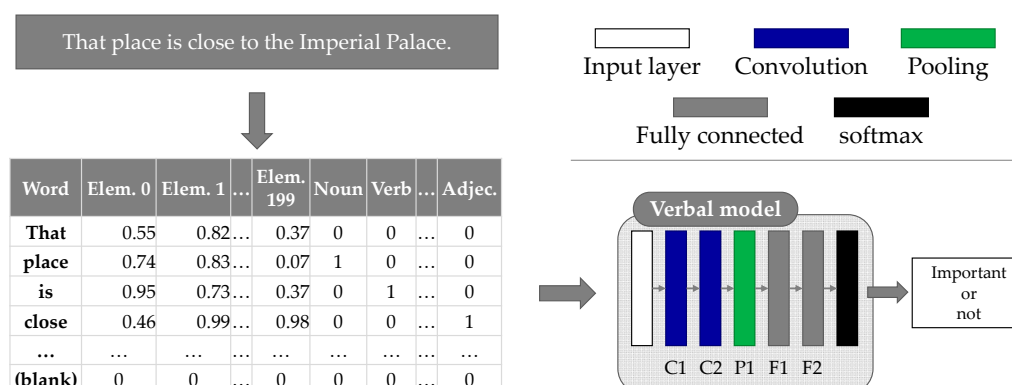 That place is close to the Imperial Palace.
Word Elem. 0 Elem. 1 ... Elem. 199 Noun Verb ... Adjec.
That 0.55 0.82 ... 0.37 0 0 ... 0
place 0.74 0.83 ... 0.07 1 0 ... 0
is 0.95 0.73 ... 0.37 0 1 ... 0
close 0.46 0.99 ... 0.98 0 0 ... 1
... ... ... ... ... ... ... ... ...
(blank) 0 0 ... 0 0 0 ... 0
Input layer Convolution Pooling
Fully connected softmax
Verbal model
C1 C2 P1 F1 F2
Important
or
not